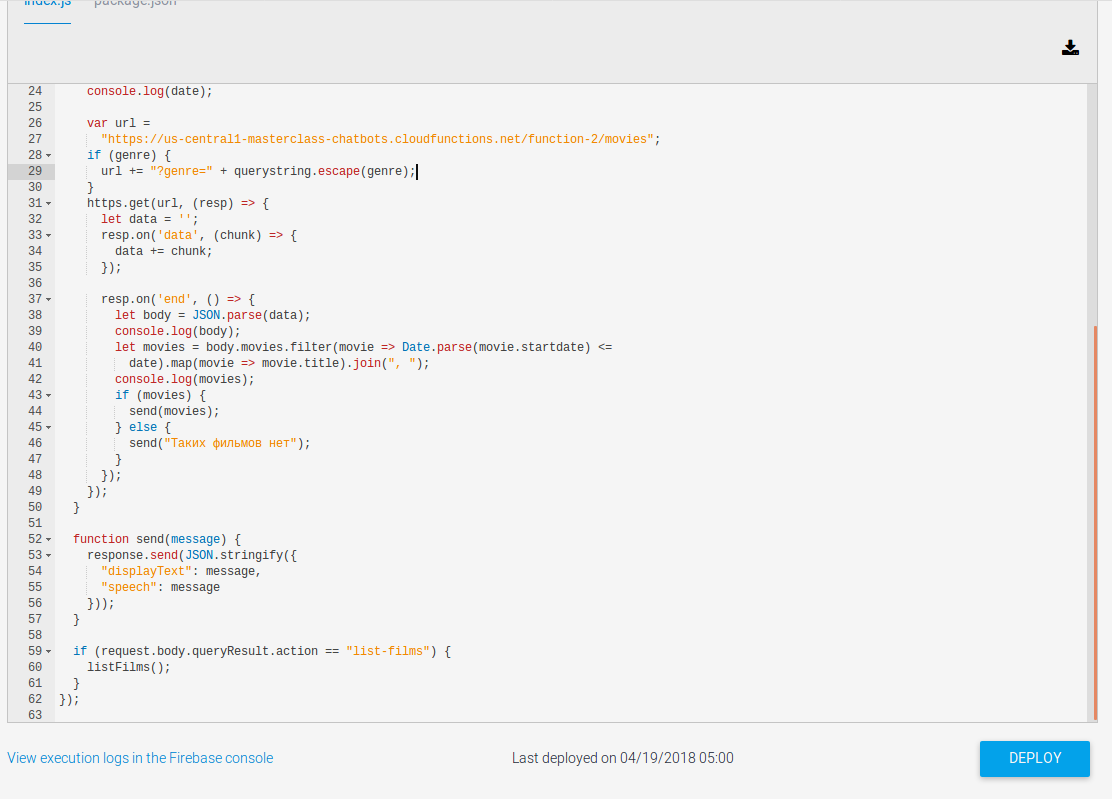 index.js package.json
24 console.log(date);
25
26 var url =
27 "https://us-central1-masterclass-chatbots.cloudfunctions.net/function-2/movies";
28 if (genre) {
29 url += "?genre=" + querystring.escape(genre);
30 }
31 https.get(url, (resp) => {
32 let data = '';
33 resp.on('data', (chunk) => {
34 data += chunk;
35 });
36
37 resp.on('end', () => {
38 let body = JSON.parse(data);
39 console.log(body);
40 let movies = body.movies.filter(movie => Date.parse(movie.startdate) <=
41 date).map(movie => movie.title).join(", ");
42 console.log(movies);
43 if (movies) {
44 send(movies);
45 } else {
46 send("Таких фильмов нет");
47 }
48 });
49 });
50 }
51
52 function send(message) {
53 response.send(JSON.stringify({
54 "displayText": message,
55 "speech": message
56 }));
57 }
58
59 if (request.body.queryResult.action == "list-films") {
60 listFilms();
61 }
62 });
63
View execution logs in the Firebase console Last deployed on 04/19/2018 05:00 DEPLOY